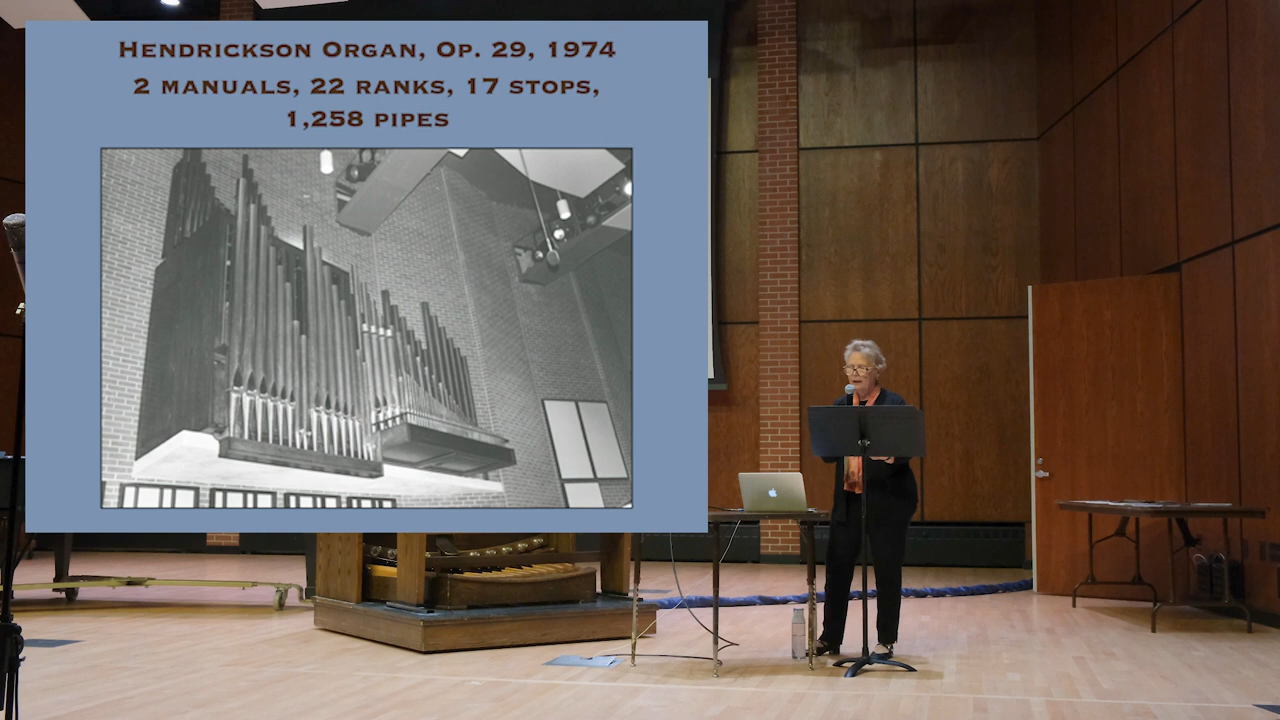 Hendrickson Organ, Op. 29, 1974
2 manuals, 22 ranks, 17 stops,
1,258 pipes